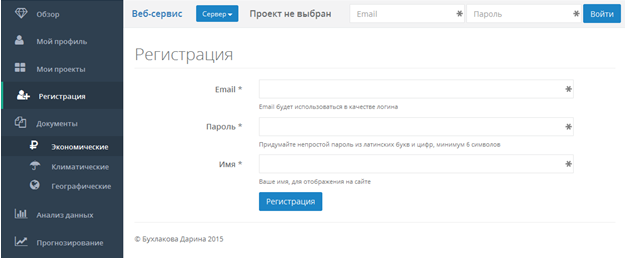 Обзор
Мой профиль
Мои проекты
Регистрация
Документы
Экономические
Климатические
Географические
Анализ данных
Прогнозирование
Веб-сервис Сервер Проект не выбран Email Пароль Войти
Регистрация
Email *
Email будет использоваться в качестве логина
Пароль *
Придумайте непростой пароль из латинских букв и цифр, минимум 6 символов
Имя *
Ваше имя, для отображения на сайте
Регистрация
© Бухлакова Дарина 2015